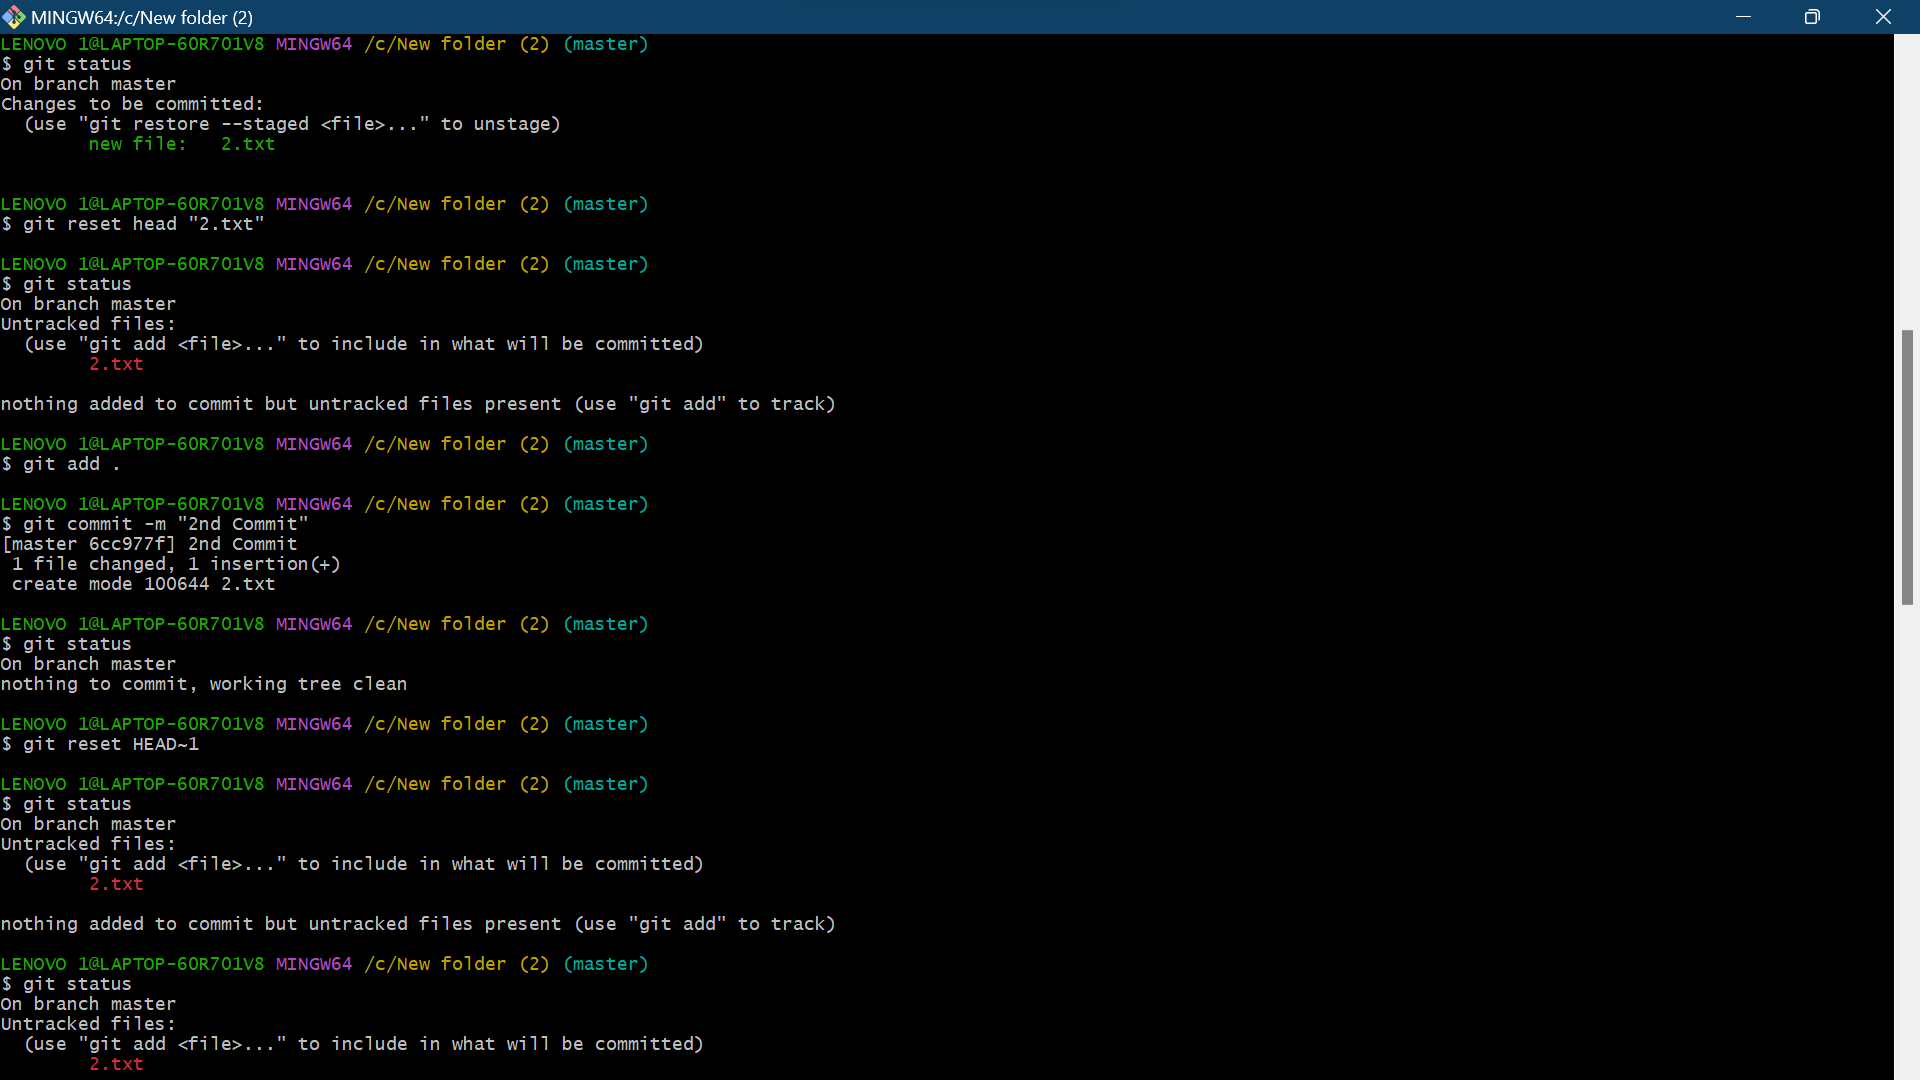 MINGW64:/c/New folder (2)
LENOVO 1@LAPTOP-60R701V8 MINGW64 /c/New folder (2) (master)
$ git status
On branch master
Changes to be committed:
  (use "git restore --staged <file>..." to unstage)
        new file:   2.txt

LENOVO 1@LAPTOP-60R701V8 MINGW64 /c/New folder (2) (master)
$ git reset head "2.txt"

LENOVO 1@LAPTOP-60R701V8 MINGW64 /c/New folder (2) (master)
$ git status
On branch master
Untracked files:
  (use "git add <file>..." to include in what will be committed)
        2.txt

nothing added to commit but untracked files present (use "git add" to track)

LENOVO 1@LAPTOP-60R701V8 MINGW64 /c/New folder (2) (master)
$ git add .

LENOVO 1@LAPTOP-60R701V8 MINGW64 /c/New folder (2) (master)
$ git commit -m "2nd Commit"
[master 6cc977f] 2nd Commit
 1 file changed, 1 insertion(+)
 create mode 100644 2.txt

LENOVO 1@LAPTOP-60R701V8 MINGW64 /c/New folder (2) (master)
$ git status
On branch master
nothing to commit, working tree clean

LENOVO 1@LAPTOP-60R701V8 MINGW64 /c/New folder (2) (master)
$ git reset HEAD~1

LENOVO 1@LAPTOP-60R701V8 MINGW64 /c/New folder (2) (master)
$ git status
On branch master
Untracked files:
  (use "git add <file>..." to include in what will be committed)
        2.txt

nothing added to commit but untracked files present (use "git add" to track)

LENOVO 1@LAPTOP-60R701V8 MINGW64 /c/New folder (2) (master)
$ git status
On branch master
Untracked files:
  (use "git add <file>..." to include in what will be committed)
        2.txt